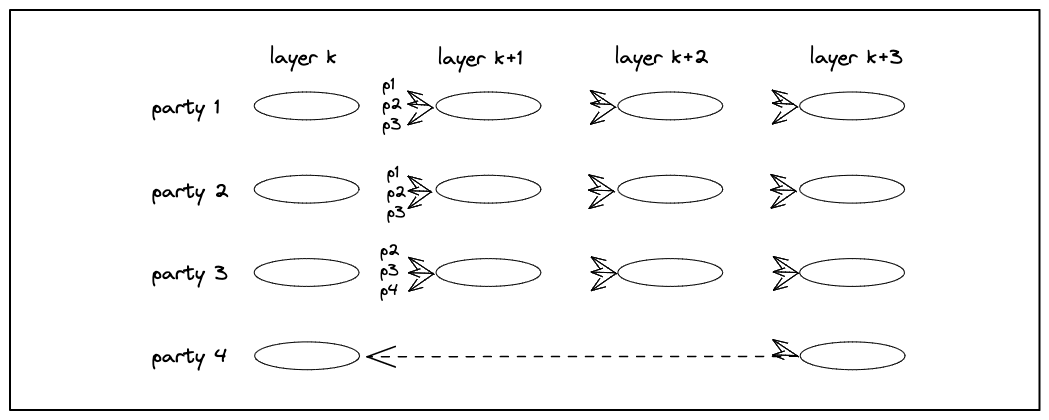 layer k layer k+1 layer k+2 layer k+3
p1
party 1 p2
p3
p1
party 2 p2
p3
p2
party 3 p3
p4
party 4